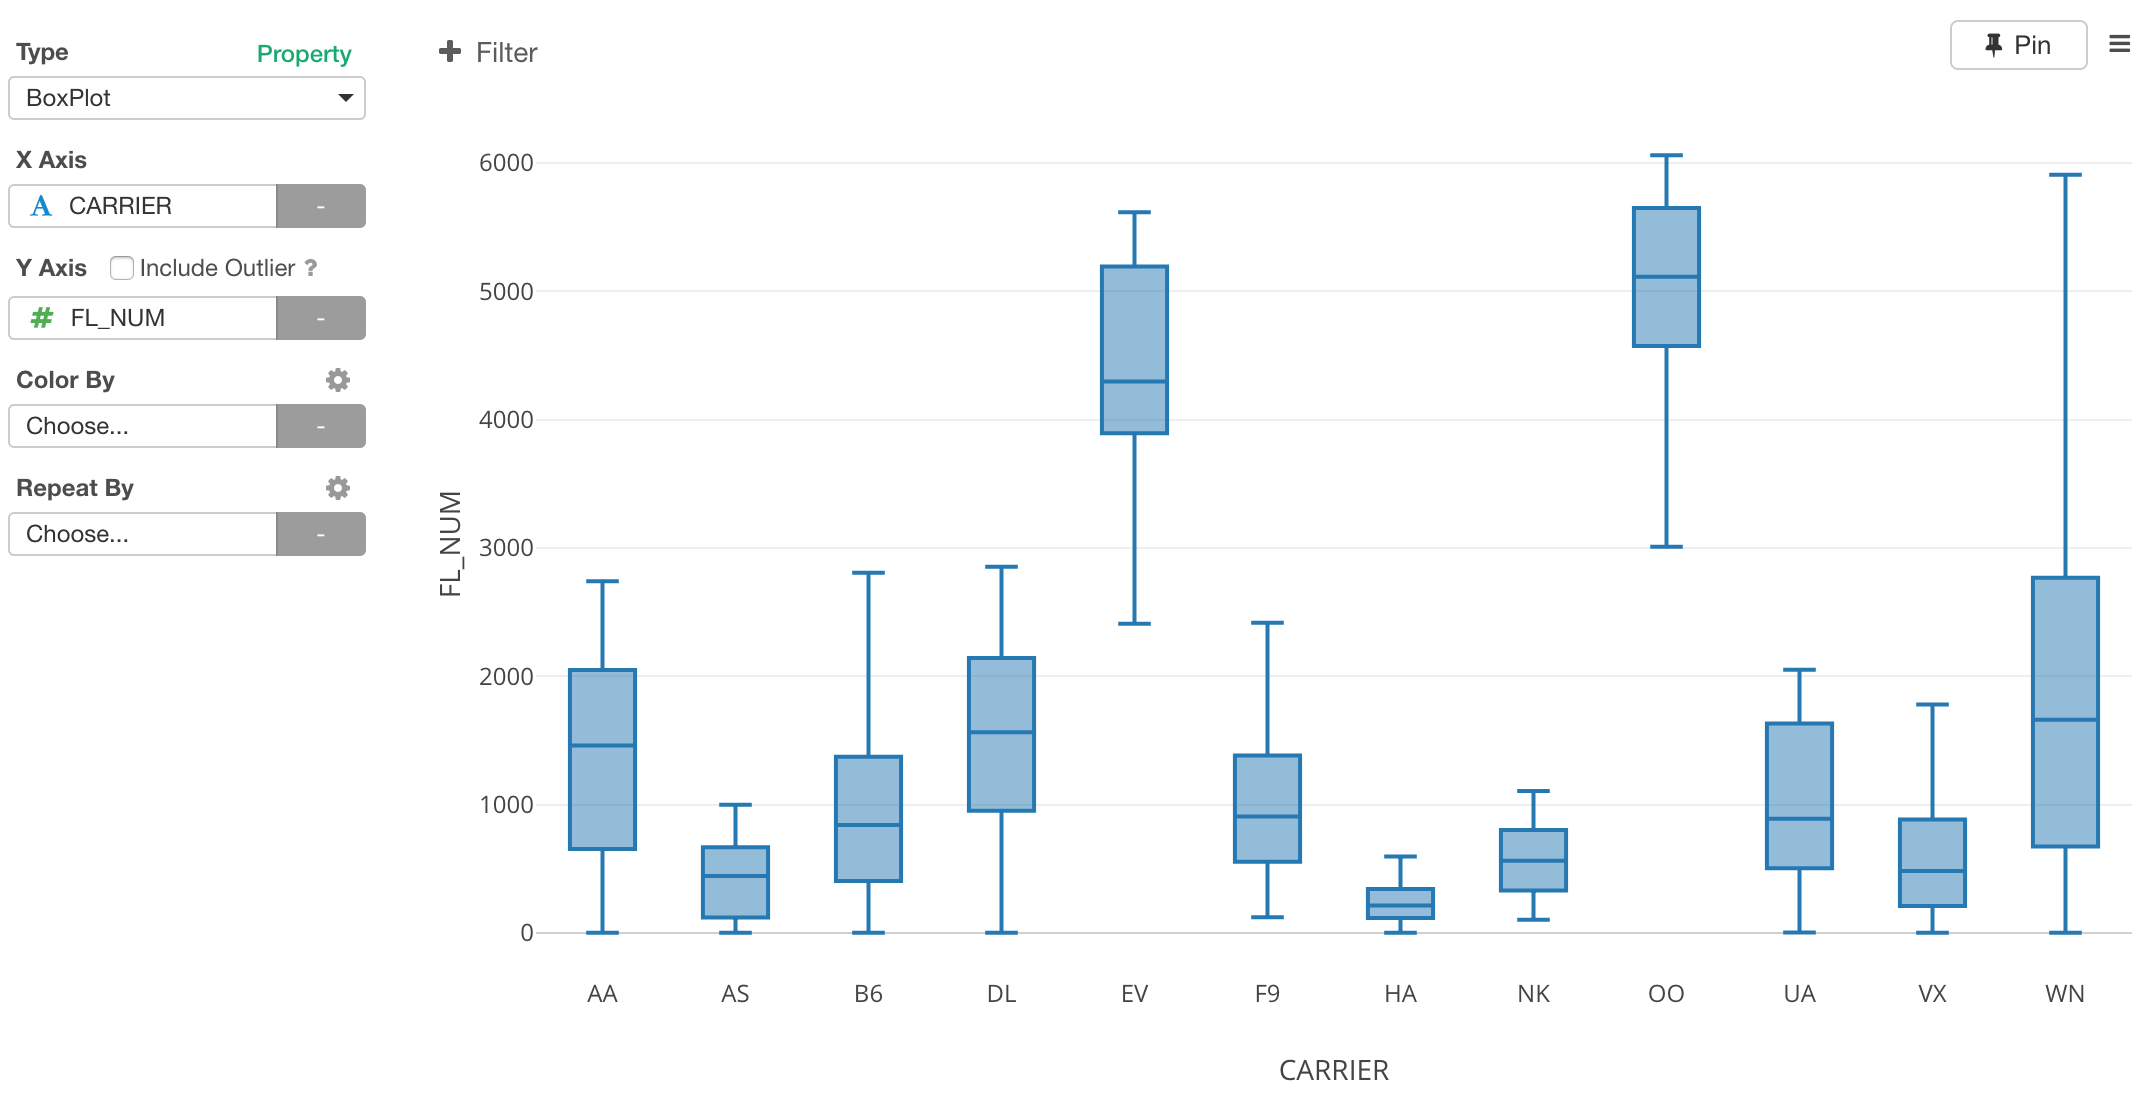 Type Property
BoxPlot
X Axis
A CARRIER -
Y Axis Include Outlier ?
# FL_NUM -
Color By
Choose... -
Repeat By
Choose... -
+ Filter
Pin
6000
5000
4000
3000
2000
1000
0
FL_NUM
AA AS B6 DL EV F9 HA NK OO UA VX WN
CARRIER